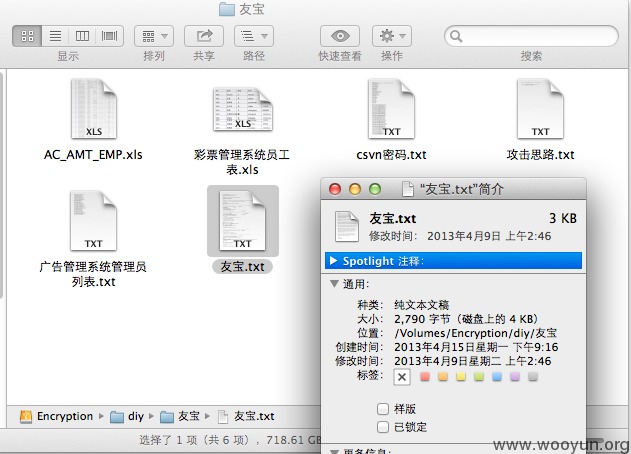 友宝
显示
排列
共享
路径
快速查看
操作
搜索
XLS
XLS
TXT
TXT
AC_AMT_EMP.xls
彩票管理系统员工
表.xls
csvn密码.txt
攻击思路.txt
TXT
TXT
广告管理系统管理员
列表.txt
友宝.txt
“友宝.txt”简介
友宝.txt
3 KB
修改时间： 2013年4月9日 上午2:46
Spotlight 注释：
通用：
种类： 纯文本文稿
大小： 2,790 字节（磁盘上的 4 KB）
位置： /Volumes/Encryption/diy/友宝
创建时间： 2013年4月15日星期一 下午9:16
修改时间： 2013年4月9日星期二 上午2:46
标签：
样版
已锁定
更多信息：
Encryption
diy
友宝
友宝.txt
选择了 1 项（共 6 项），718.61 GB
www.wooyun.org